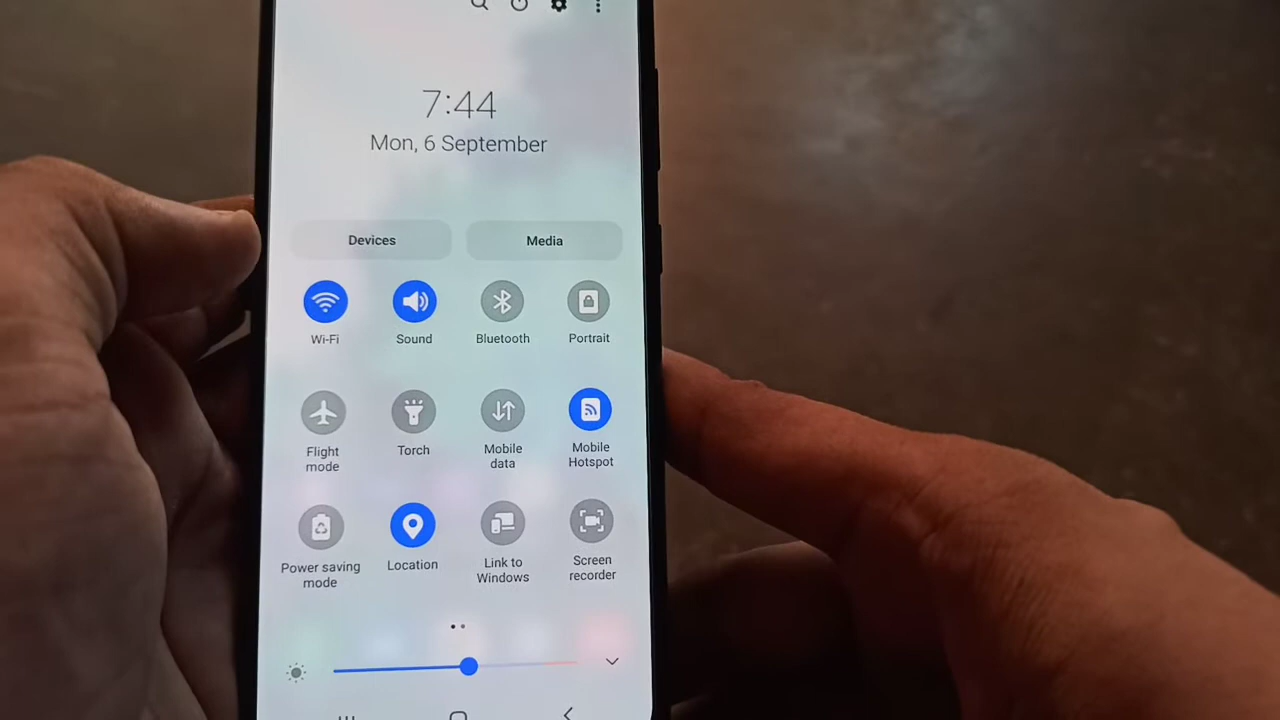 7:44
Mon, 6 September
Devices Media
Wi-Fi Sound Bluetooth Portrait
Flight mode
Torch
Mobile data
Mobile Hotspot
Power saving mode
Location
Link to Windows
Screen recorder